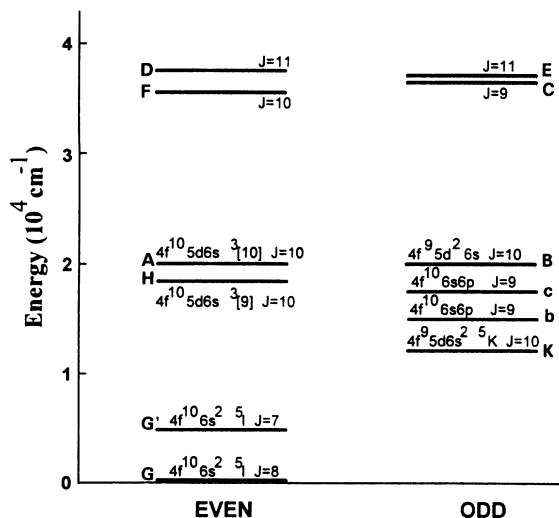 Energy (10⁴ cm⁻¹)
4
3
2
1
0
D J=11
F J=10
4f¹⁰5d6s ³[10] J=10
A
H
4f¹⁰5d6s ³[9] J=10
G' 4f¹⁰6s² ⁵I J=7
G 4f¹⁰6s² ⁵I J=8
EVEN
J=11 E
J=9 C
4f⁹5d²6s J=10 B
4f¹⁰6s6p J=9 c
4f¹⁰6s6p J=9 b
4f⁹5d6s² ⁵K J=10 K
ODD